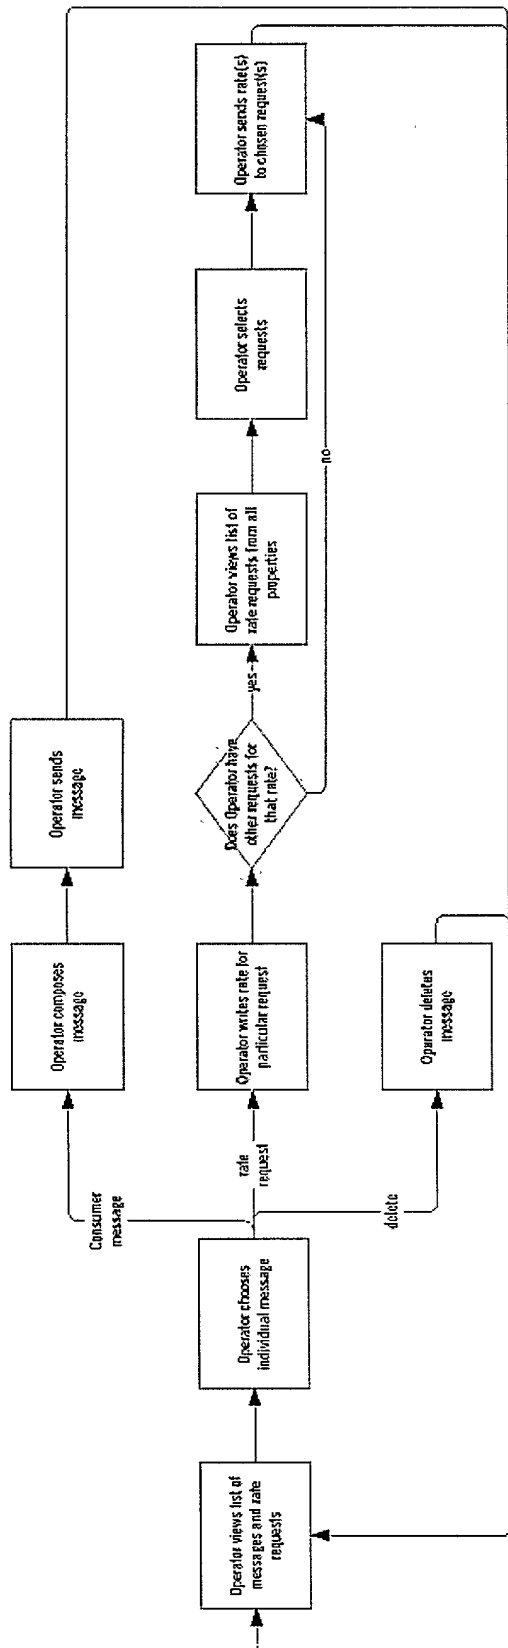 Operator views list of
messages and rate
requests
Operator chooses
individual message
Consumer
message
rate
request
delete
Operator composes
message
Operator writes rate for
particular request
Operator deletes
message
Operator sends
message
Does Operator have
other requests for
that rate?
yes
no
Operator views list of
rate requests from all
properties
Operator selects
requests
Operator sends rate(s)
to chosen request(s)